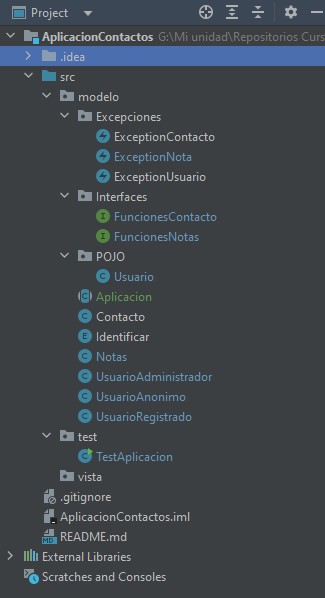 Project
AplicacionContactos G:\Mi unidad\Repositorios Curs
.idea
src
modelo
Excepciones
ExceptionContacto
ExceptionNota
ExceptionUsuario
Interfaces
I FuncionesContacto
I FuncionesNotas
POJO
C Usuario
C Aplicacion
C Contacto
E Identificar
C Notas
C UsuarioAdministrador
C UsuarioAnonimo
C UsuarioRegistrado
test
C TestAplicacion
vista
.gitignore
AplicacionContactos.iml
MD README.md
External Libraries
Scratches and Consoles